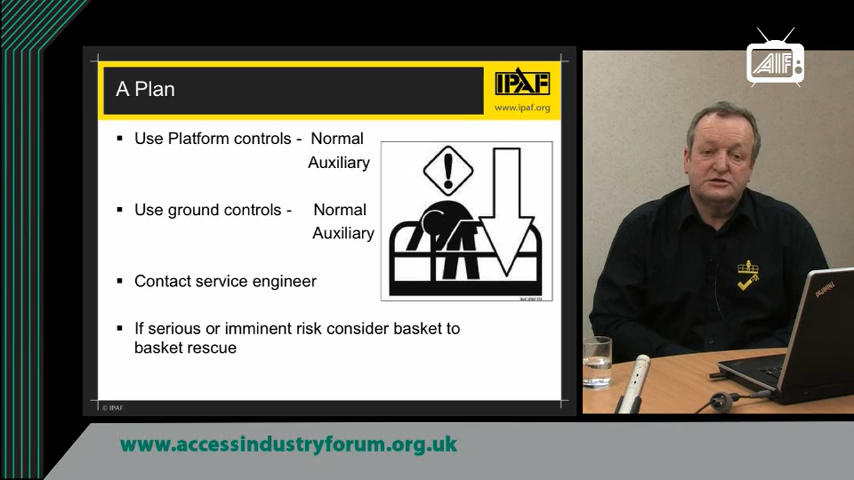 A Plan
IPAF
www.ipaf.org
AIF
▪ Use Platform controls - Normal
Auxiliary
▪ Use ground controls - Normal
Auxiliary
▪ Contact service engineer
▪ If serious or imminent risk consider basket to
basket rescue
© IPAF
ThinkPad
www.accessindustryforum.org.uk